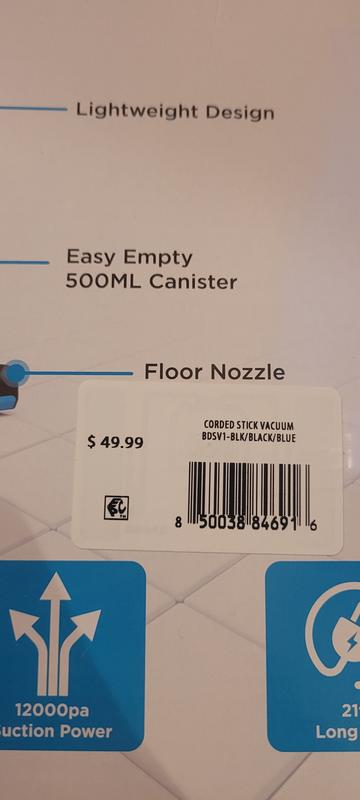 Lightweight Design
Easy Empty
500ML Canister
Floor Nozzle
CORDED STICK VACUUM
BDSV1-BLK/BLACK/BLUE
$ 49.99
8 50038 84691 6
12000pa
Suction Power
Long